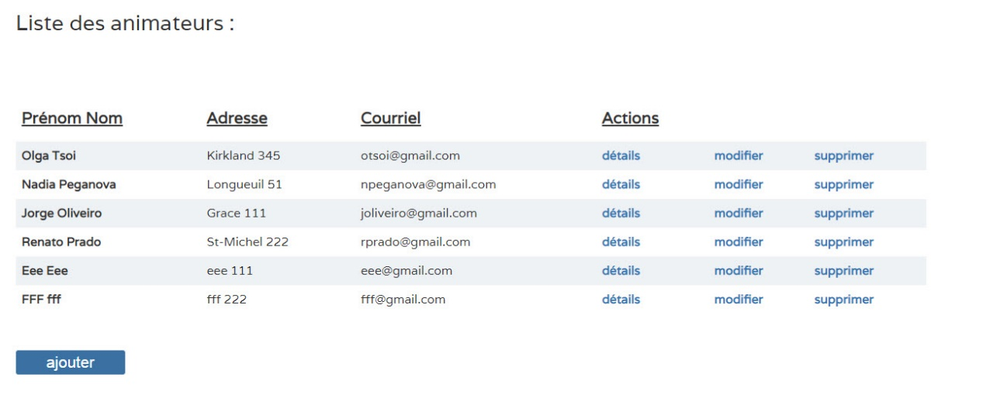 Liste des animateurs :
Prénom Nom Adresse Courriel Actions
Olga Tsoi Kirkland 345 otsoi@gmail.com détails modifier supprimer
Nadia Peganova Longueuil 51 npeganova@gmail.com détails modifier supprimer
Jorge Oliveiro Grace 111 joliveiro@gmail.com détails modifier supprimer
Renato Prado St-Michel 222 rprado@gmail.com détails modifier supprimer
Eee Eee eee 111 eee@gmail.com détails modifier supprimer
FFF fff fff 222 fff@gmail.com détails modifier supprimer
ajouter